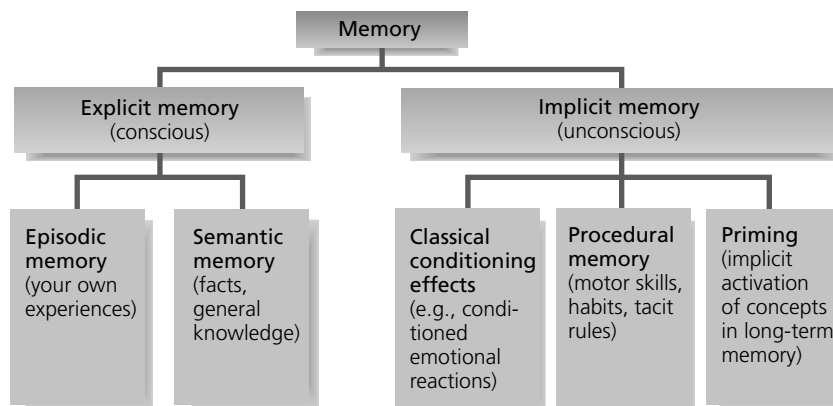 Memory
Explicit memory
(conscious)
Implicit memory
(unconscious)
Episodic
memory
(your own
experiences)
Semantic
memory
(facts,
general
knowledge)
Classical
conditioning
effects
(e.g., condi-
tioned
emotional
reactions)
Procedural
memory
(motor skills,
habits, tacit
rules)
Priming
(implicit
activation
of concepts
in long-term
memory)